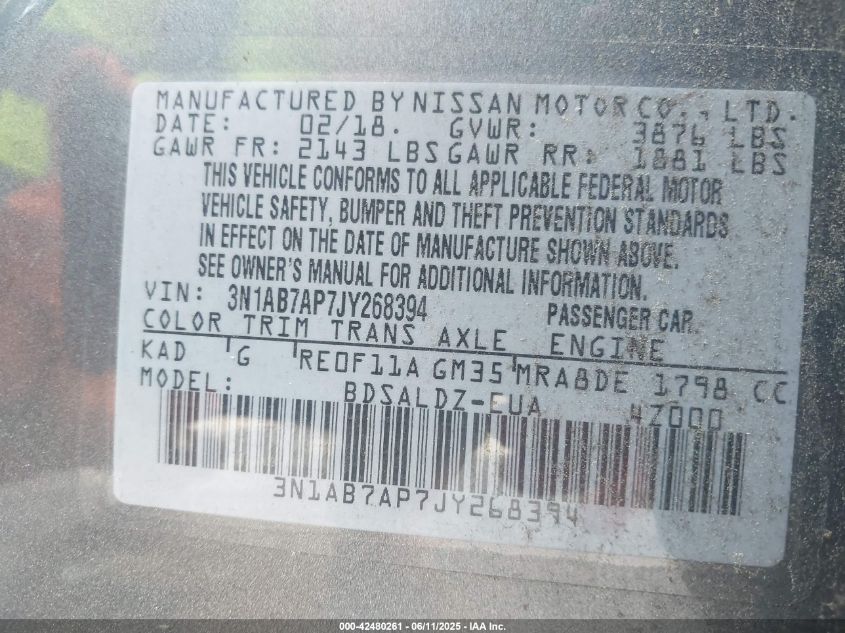 MANUFACTURED BY NISSAN MOTOR CO., LTD.
DATE: 02/18. GVWR: 3876 LBS
GAWR FR: 2143 LBS GAWR RR: 1881 LBS
THIS VEHICLE CONFORMS TO ALL APPLICABLE FEDERAL MOTOR
VEHICLE SAFETY, BUMPER AND THEFT PREVENTION STANDARDS
IN EFFECT ON THE DATE OF MANUFACTURE SHOWN ABOVE.
SEE OWNER'S MANUAL FOR ADDITIONAL INFORMATION.
VIN: 3N1AB7AP7JY268394 PASSENGER CAR
COLOR TRIM TRANS AXLE ENGINE
KAD G RE0F11A GM35 MRA8DE 1798 CC
MODEL: BDSALDZ-EUA 4Z000
3N1AB7AP7JY268394
000-42480261 - 06/11/2025 - IAA Inc.